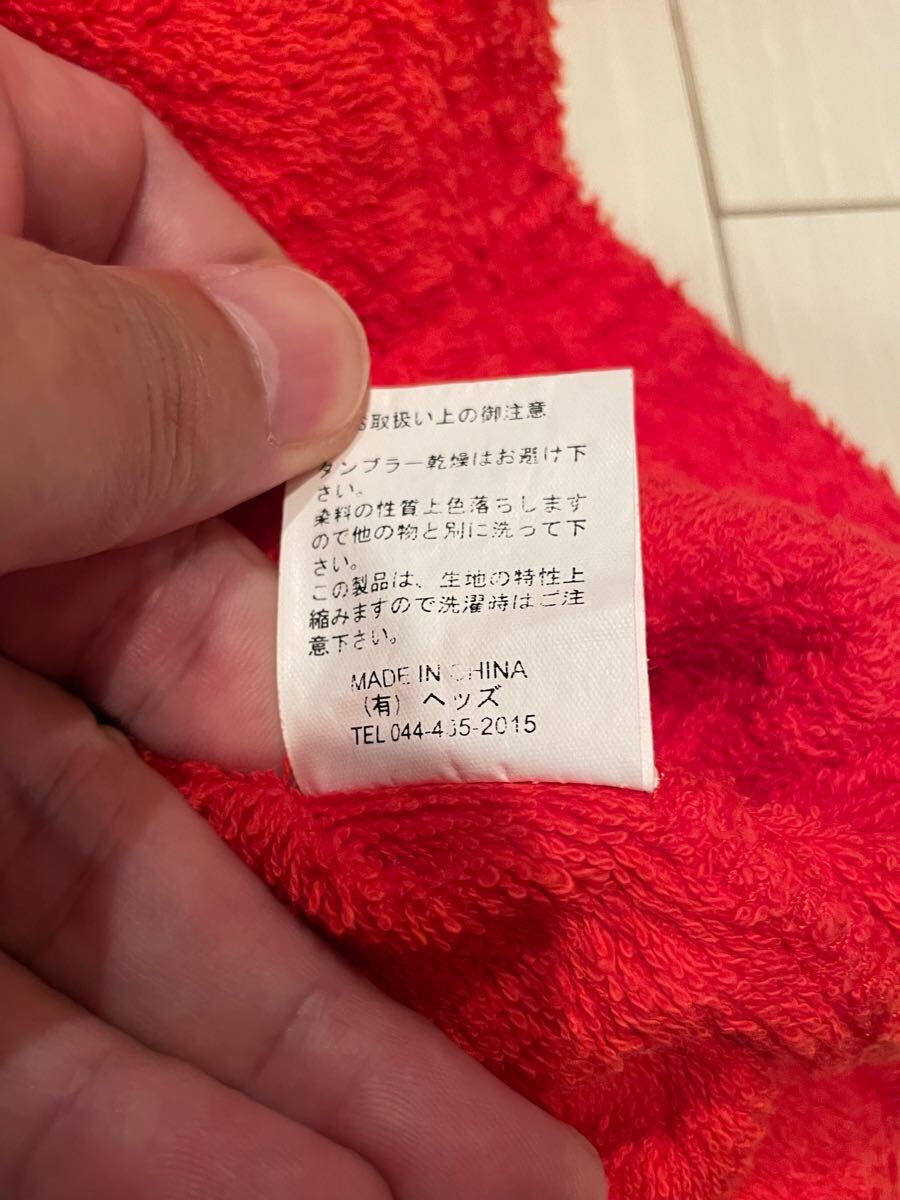 お取扱い上の御注意
タンブラー乾燥はお避け下
さい。
染料の性質上色落ちします
ので他の物と別に洗って下
さい。
この製品は、生地の特性上
縮みますので洗濯時はご注
意下さい。
MADE IN CHINA
(有) ヘッズ
TEL